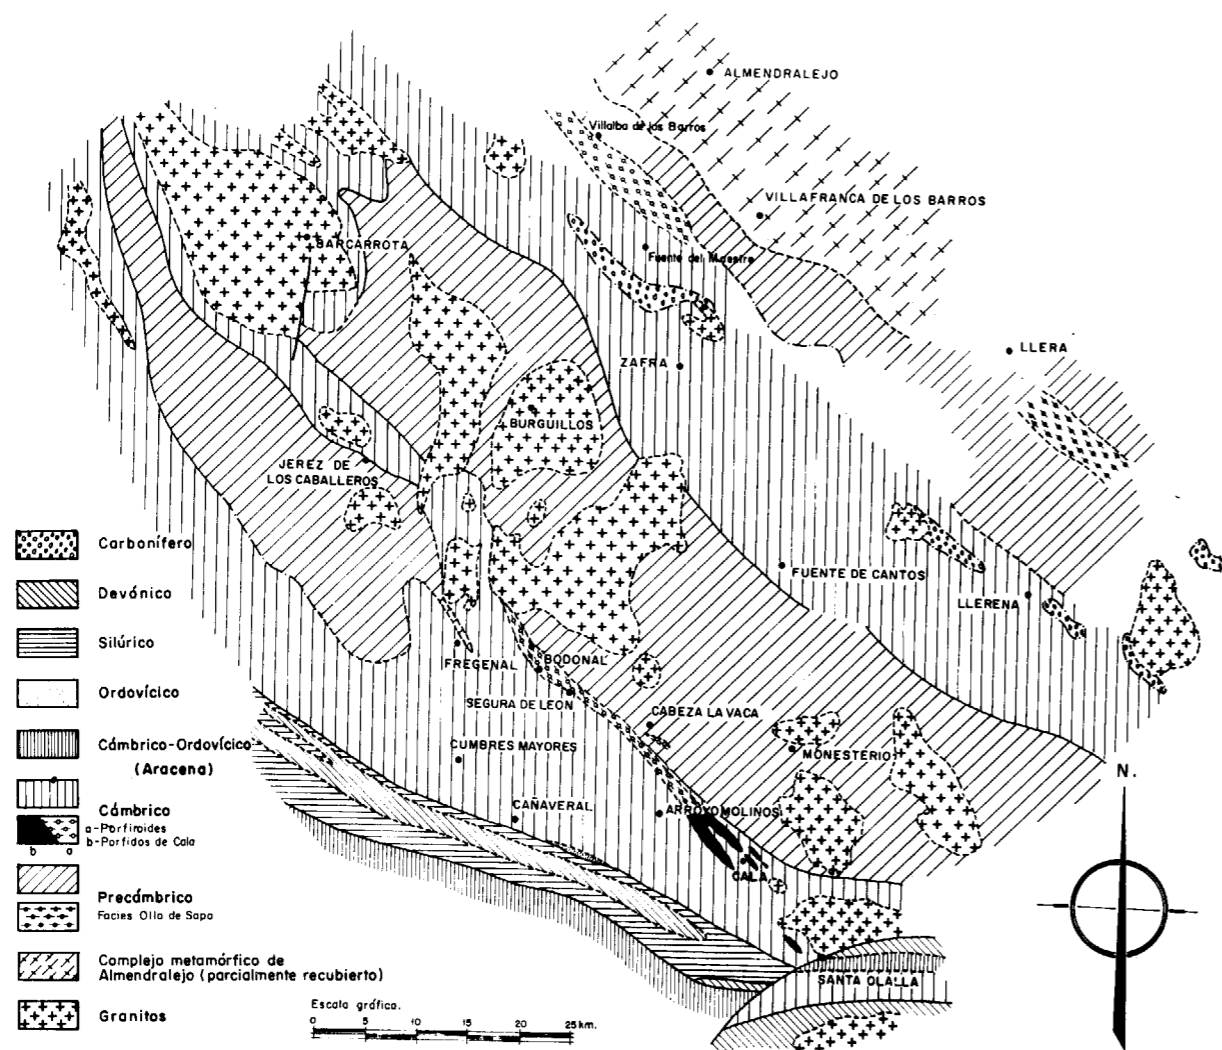 ALMENDRALEJO
Villalba de los Barros
VILLAFRANCA DE LOS BARROS
BARCARROTA
Fuente del Maestre
LLERA
ZAFRA
BURGUILLOS
JEREZ DE
LOS CABALLEROS
FUENTE DE CANTOS
LLERENA
FREGENAL
BODONAL
SEGURA DE LEON
CABEZA LA VACA
CUMBRES MAYORES
MONESTERIO
CAÑAVERAL
ARROYOMOLINOS
CALA
SANTA OLALLA
N.
Carbonífero
Devónico
Silúrico
Ordovícico
Cámbrico-Ordovícico
(Aracena)
Cámbrico
a-Porfiroides
b-Porfidos de Cala
b a
Precámbrico
Facies Ollo de Sapo
Complejo metamórfico de
Almendralejo (parcialmente recubierto)
Granitos
Escala gráfica.
0 5 10 15 20 25 km.